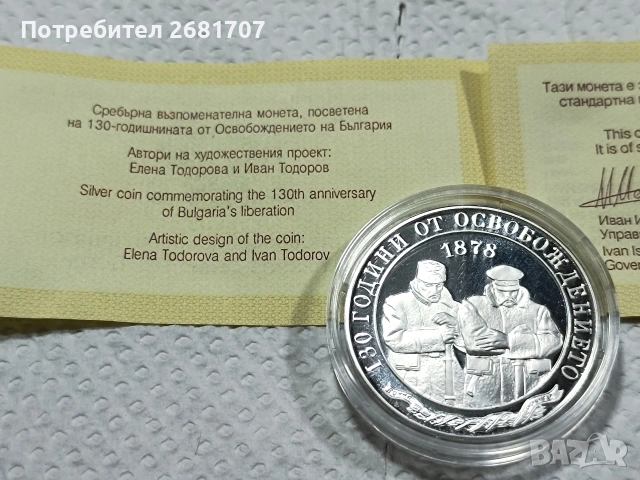 Потребител 2681707
Сребърна възпоменателна монета, посветена
на 130-годишнината от Освобождението на България
Автори на художествения проект:
Елена Тодорова и Иван Тодоров
Silver coin commemorating the 130th anniversary
of Bulgaria's liberation
Artistic design of the coin:
Elena Todorova and Ivan Todorov
Тази монета е
стандартна
This c
It is of s
Иван И
Управ
Ivan Is
Gover
130 ГОДИНИ ОТ ОСВОБОЖДЕНИЕТО
1878
BAZAR